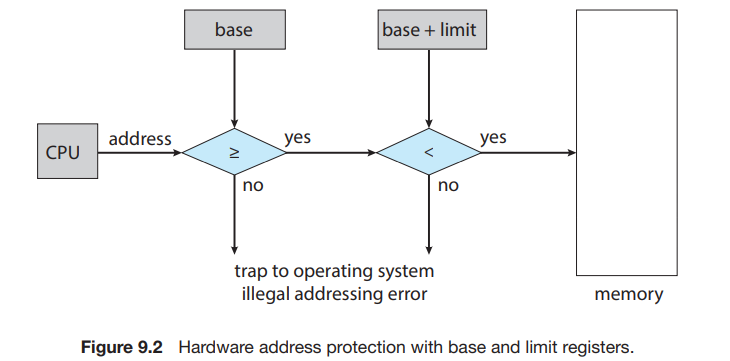 base
base + limit
CPU
address
≥
yes
<
yes
no
no
trap to operating system
illegal addressing error
memory
Figure 9.2 Hardware address protection with base and limit registers.